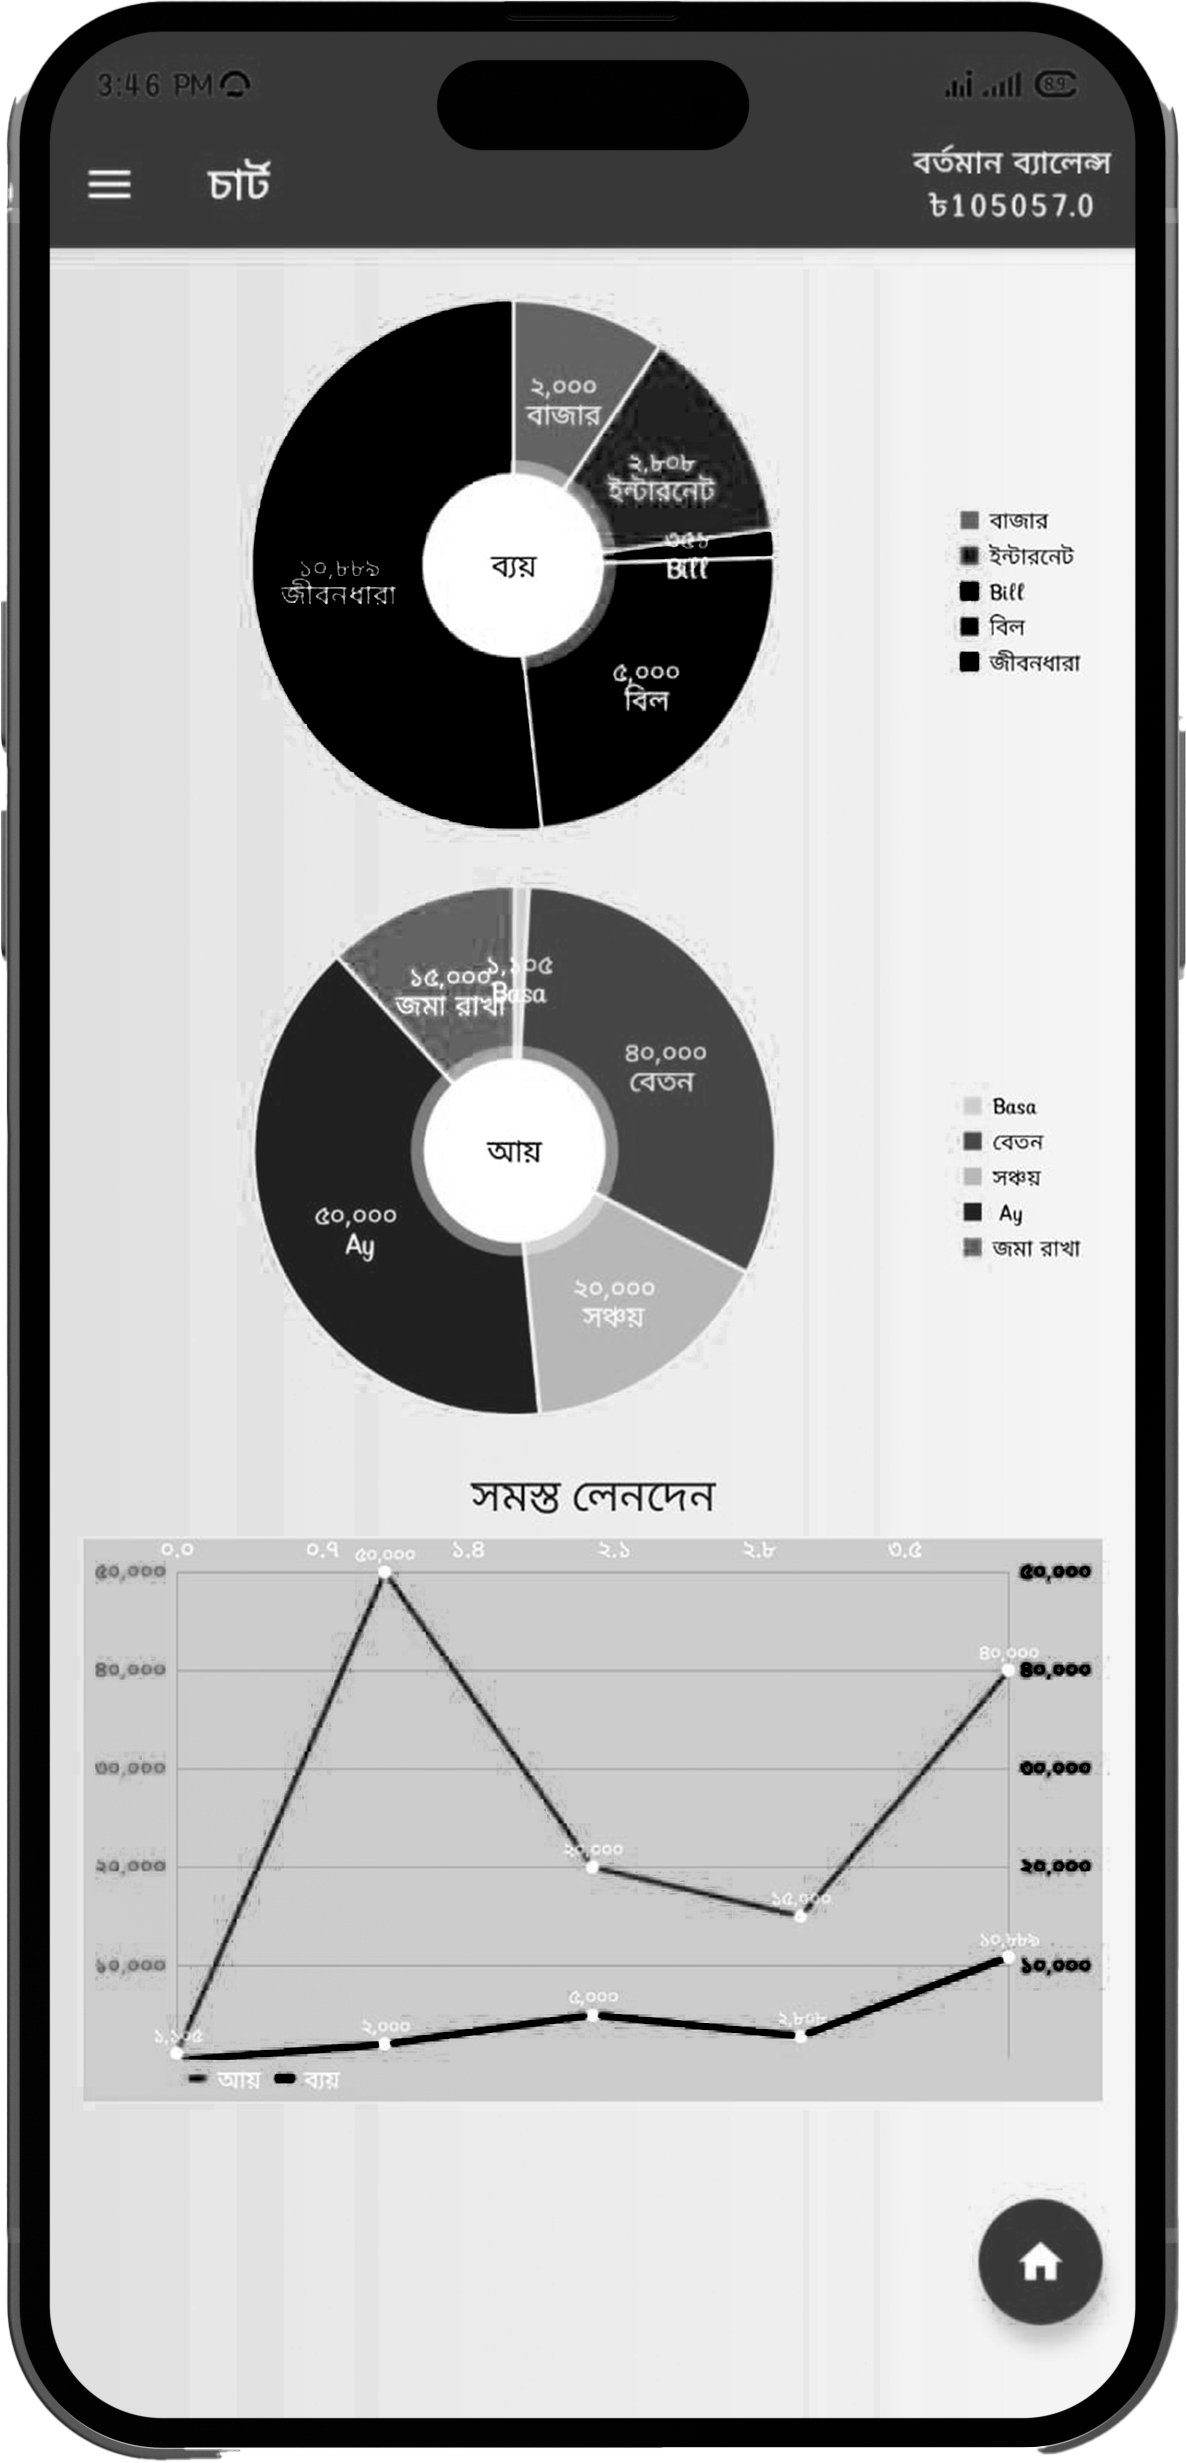 3:46 PM
89
চার্ট
বর্তমান ব্যালেন্স
৳105057.0
২,০০০
বাজার
২,৮০৮
ইন্টারনেট
৩৫১
Bill
১০,৮৮৯
জীবনধারা
ব্যয়
৫,০০০
বিল
বাজার
ইন্টারনেট
Bill
বিল
জীবনধারা
১৫,০০০
জমা রাখা
১,১০৫
Basa
৪০,০০০
বেতন
আয়
৫০,০০০
Ay
২০,০০০
সঞ্চয়
Basa
বেতন
সঞ্চয়
Ay
জমা রাখা
সমস্ত লেনদেন
০.০ ০.৭ ১.৪ ২.১ ২.৮ ৩.৫
৫০,০০০
৫০,০০০ ৫০,০০০
৪০,০০০
৪০,০০০ ৪০,০০০
৩০,০০০ ৩০,০০০
২০,০০০
২০,০০০ ২০,০০০
১৫,০০০
১০,৮৮৯
১০,০০০ ১০,০০০
৫,০০০
২,৮০৮
২,০০০
১,১০৫
আয় ব্যয়